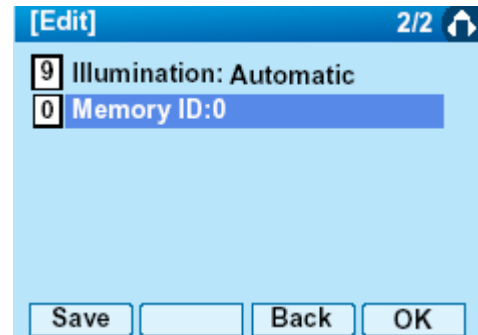 [Edit] 2/2
9 Illumination: Automatic
0 Memory ID:0
Save Back OK